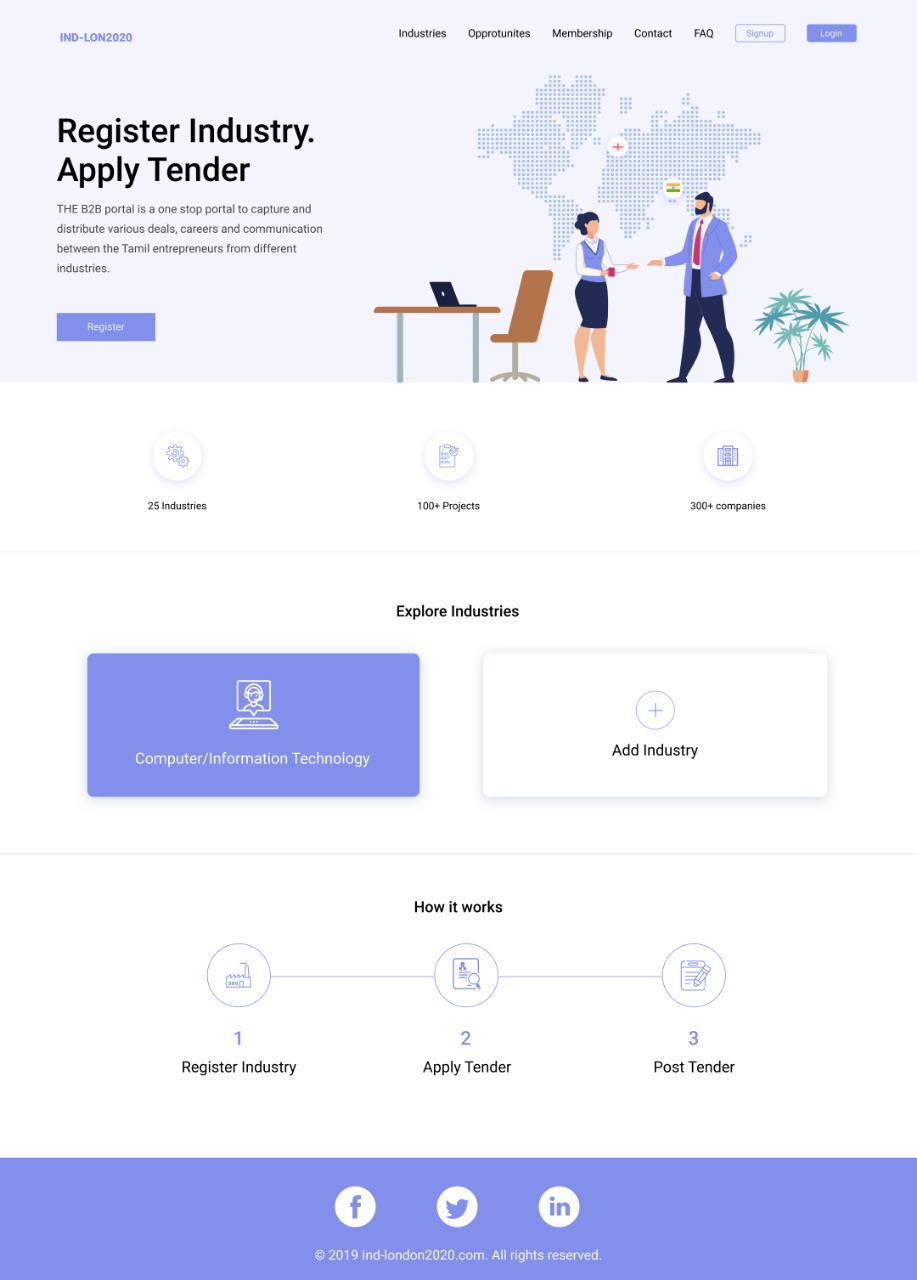 IND-LON2020
Industries
Opprotunites
Membership
Contact
FAQ
Signup
Login
Register Industry.
Apply Tender
THE B2B portal is a one stop portal to capture and
distribute various deals, careers and communication
between the Tamil entrepreneurs from different
industries.
Register
25 Industries
100+ Projects
300+ companies
Explore Industries
Computer/Information Technology
Add Industry
How it works
1
2
3
Register Industry
Apply Tender
Post Tender
© 2019 Ind-london2020.com. All rights reserved.